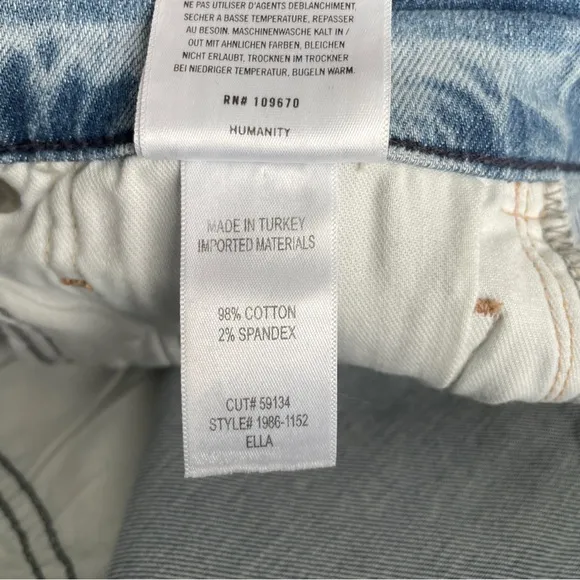 NE PAS UTILISER D'AGENTS DEBLANCHIMENT,
SECHER A BASSE TEMPERATURE, REPASSER
AU BESOIN. MASCHINENWASCHE KALT IN /
OUT MIT AHNLICHEN FARBEN, BLEICHEN
NICHT ERLAUBT, TROCKNEN IM TROCKNER
BEI NIEDRIGER TEMPERATUR, BUGELN WARM.
RN# 109670
HUMANITY
MADE IN TURKEY
IMPORTED MATERIALS
98% COTTON
2% SPANDEX
CUT# 59134
STYLE# 1986-1152
ELLA